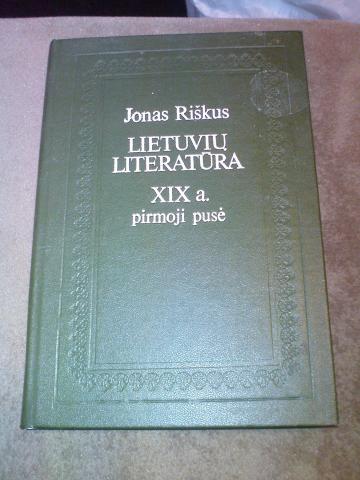 Jonas Riškus
LIETUVIŲ
LITERATŪRA
XIX a.
pirmoji pusė